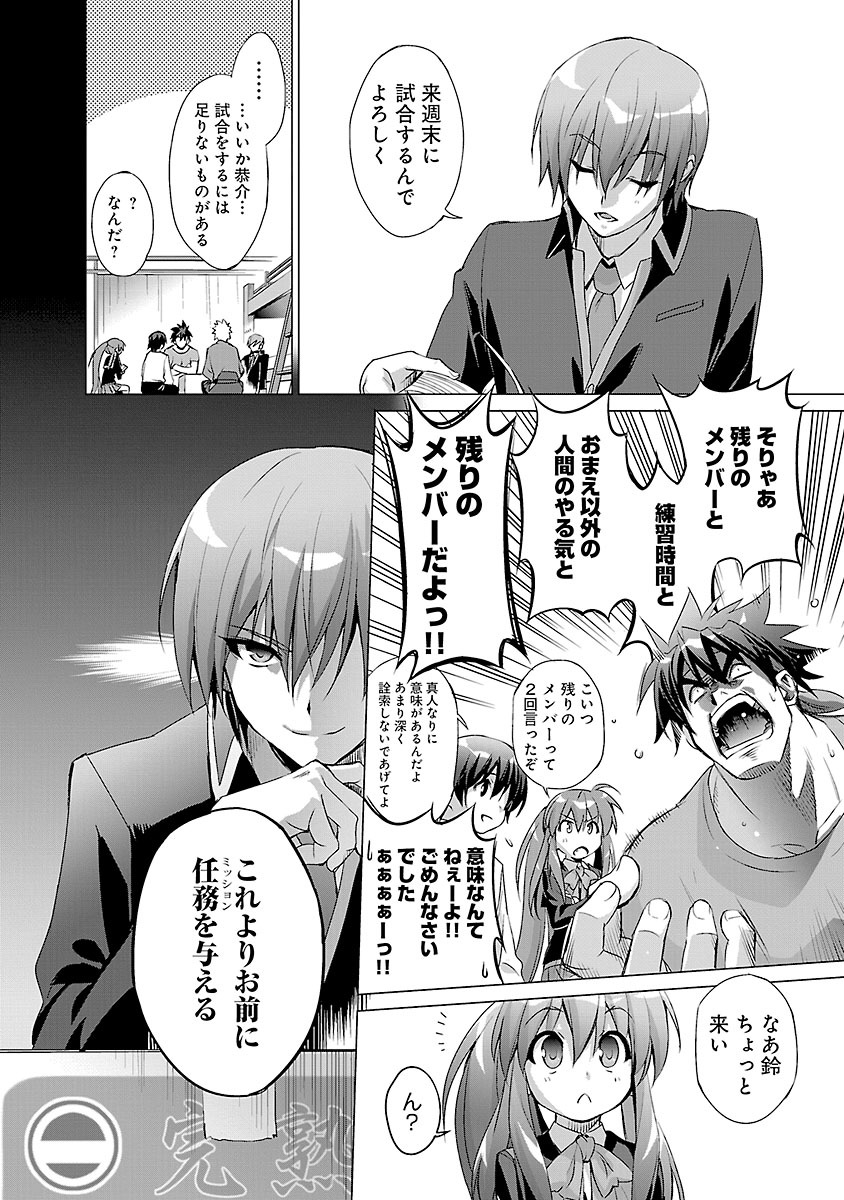 来週末に
試合するんで
よろしく
……
…いいか恭介…
試合をするには
足りないものがある
？
なんだ？
そりゃあ
残りの
メンバーと
練習時間と
おまえ以外の
人間のやる気と
残りの
メンバーだよっ!!
こいつ
残りの
メンバーって
２回言ったぞ
真人なりに
意味があるんだよ
あまり深く
詮索しないであげてよ
意味なんて
ねぇーよ!!
ごめんなさい
でした
ぁぁぁぁーっ!!
なあ鈴
ちょっと
来い
ん？
これよりお前に
任務を与える
ミッション
完熟